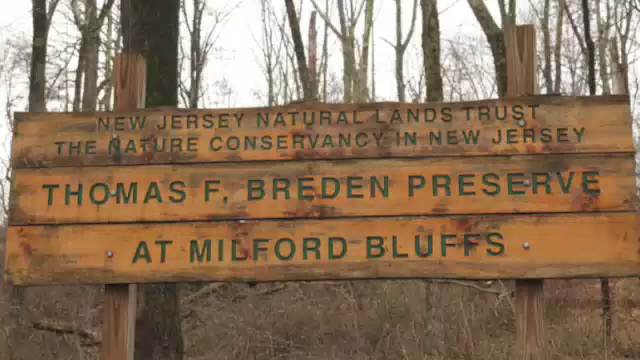 NEW JERSEY NATURAL LANDS TRUST
THE NATURE CONSERVANCY IN NEW JERSEY
THOMAS F. BREDEN PRESERVE
AT MILFORD BLUFFS